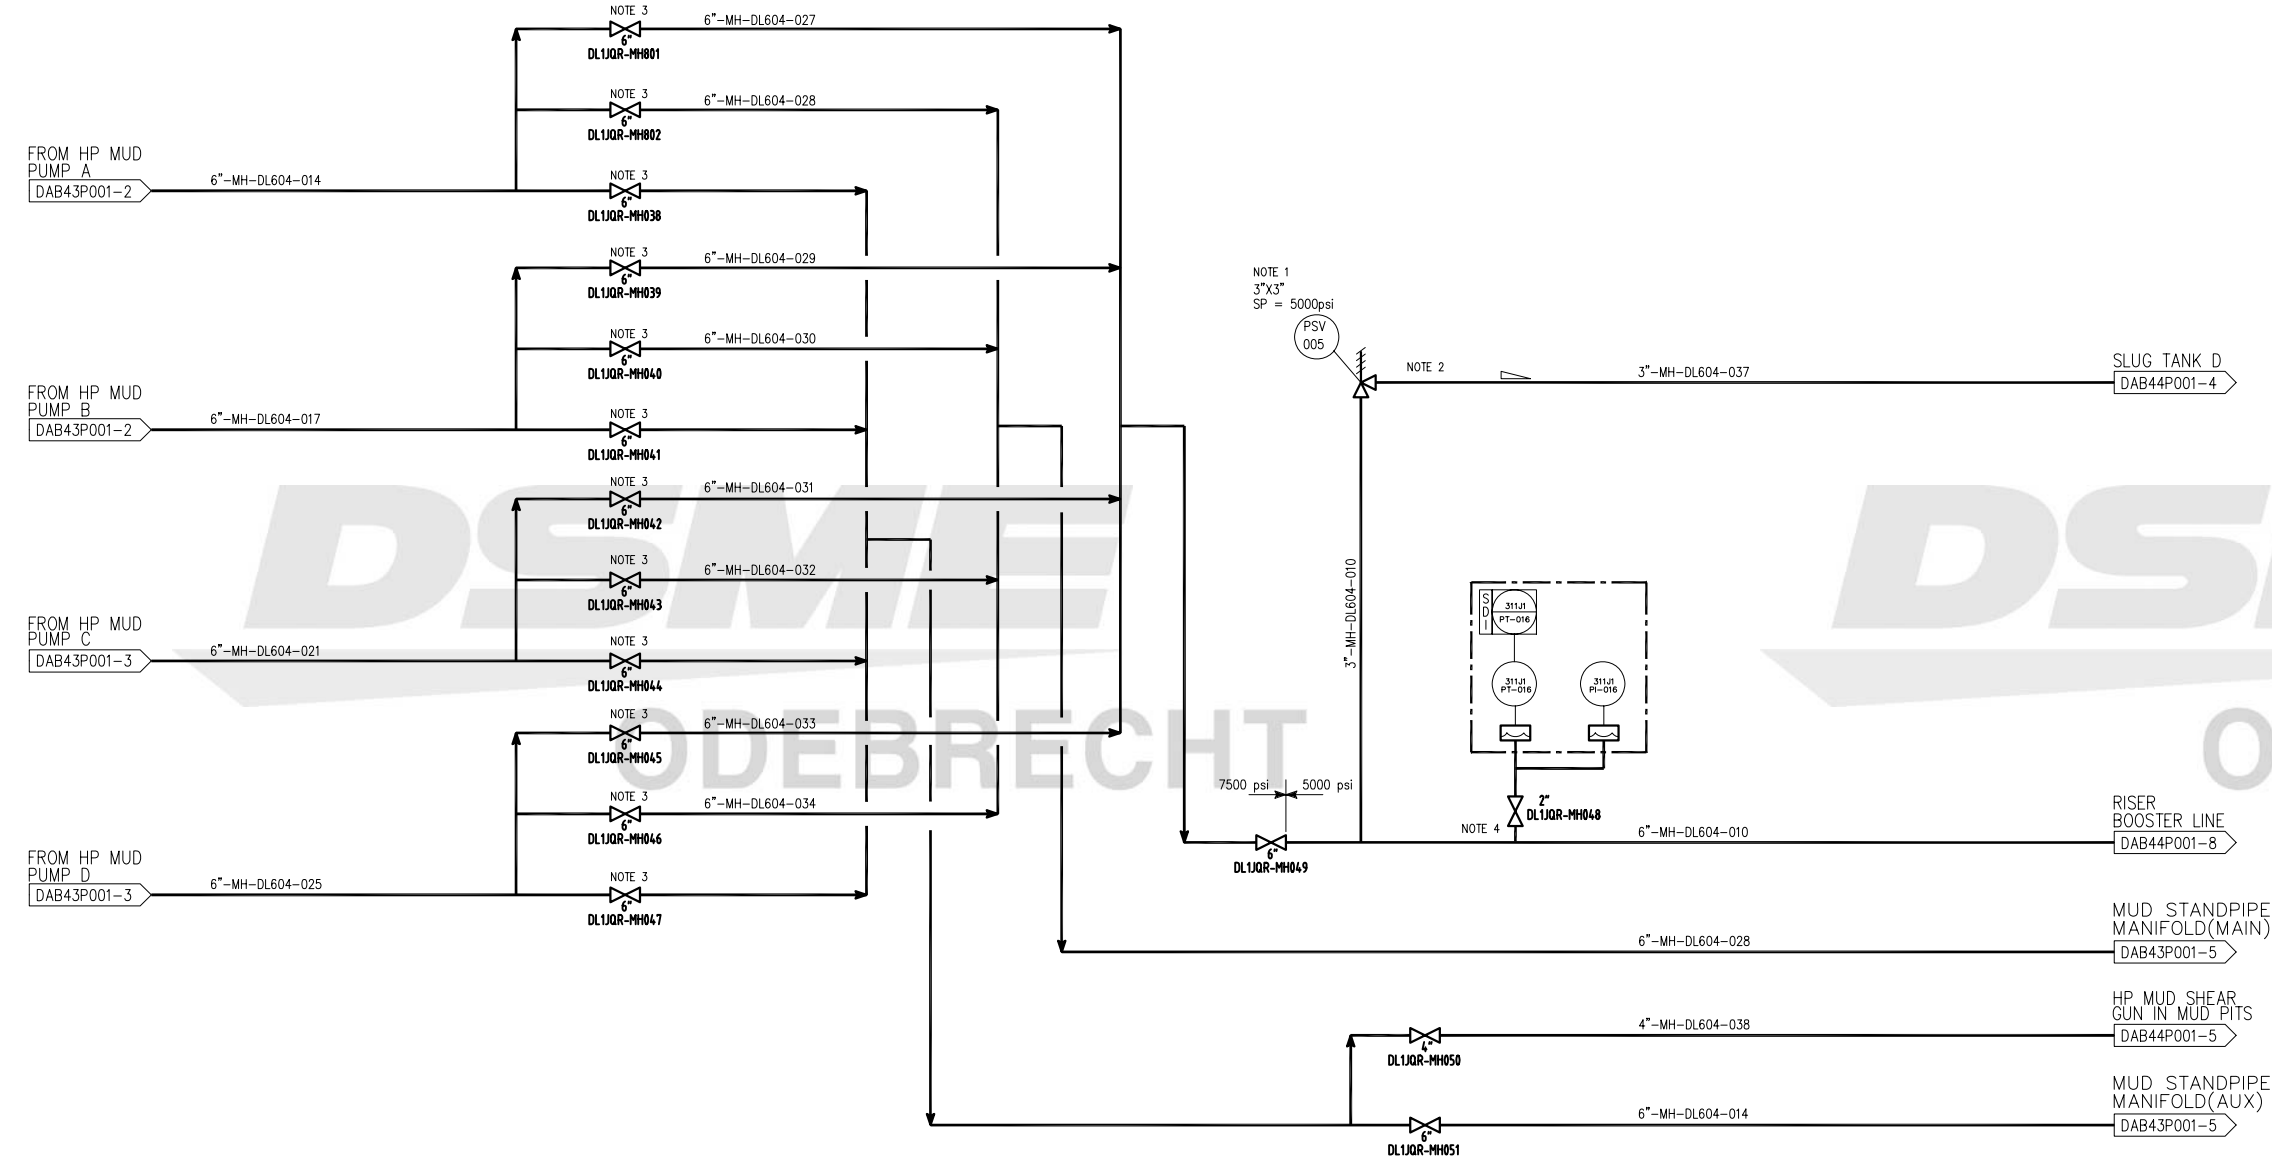 NOTE 3
6"-MH-DL604-027
6"
DL1JQR-MH801
NOTE 3
6"-MH-DL604-028
6"
DL1JQR-MH802
FROM HP MUD
PUMP A
DAB43P001-2
6"-MH-DL604-014
NOTE 3
6"
DL1JQR-MH038
NOTE 3
6"-MH-DL604-029
6"
DL1JQR-MH039
NOTE 3
6"-MH-DL604-030
6"
DL1JQR-MH040
FROM HP MUD
PUMP B
DAB43P001-2
6"-MH-DL604-017
NOTE 3
6"
DL1JQR-MH041
NOTE 3
6"-MH-DL604-031
6"
DL1JQR-MH042
NOTE 3
6"-MH-DL604-032
6"
DL1JQR-MH043
FROM HP MUD
PUMP C
DAB43P001-3
6"-MH-DL604-021
NOTE 3
6"
DL1JQR-MH044
NOTE 3
6"-MH-DL604-033
6"
DL1JQR-MH045
NOTE 3
6"-MH-DL604-034
6"
DL1JQR-MH046
FROM HP MUD
PUMP D
DAB43P001-3
6"-MH-DL604-025
NOTE 3
6"
DL1JQR-MH047
NOTE 1
3"X3"
SP = 5000psi
PSV
005
NOTE 2
3"-MH-DL604-037
SLUG TANK D
DAB44P001-4
3"-MH-DL604-010
SDI
311J1
PT-016
311J1
PT-016
311J1
PI-016
7500 psi
5000 psi
2"
DL1JQR-MH048
NOTE 4
6"-MH-DL604-010
6"
DL1JQR-MH049
RISER
BOOSTER LINE
DAB44P001-8
MUD STANDPIPE
MANIFOLD(MAIN)
6"-MH-DL604-028
DAB43P001-5
HP MUD SHEAR
GUN IN MUD PITS
4"-MH-DL604-038
DAB44P001-5
4"
DL1JQR-MH050
MUD STANDPIPE
MANIFOLD(AUX)
6"-MH-DL604-014
DAB43P001-5
6"
DL1JQR-MH051
DSME
ODEBRECHT
DS
O